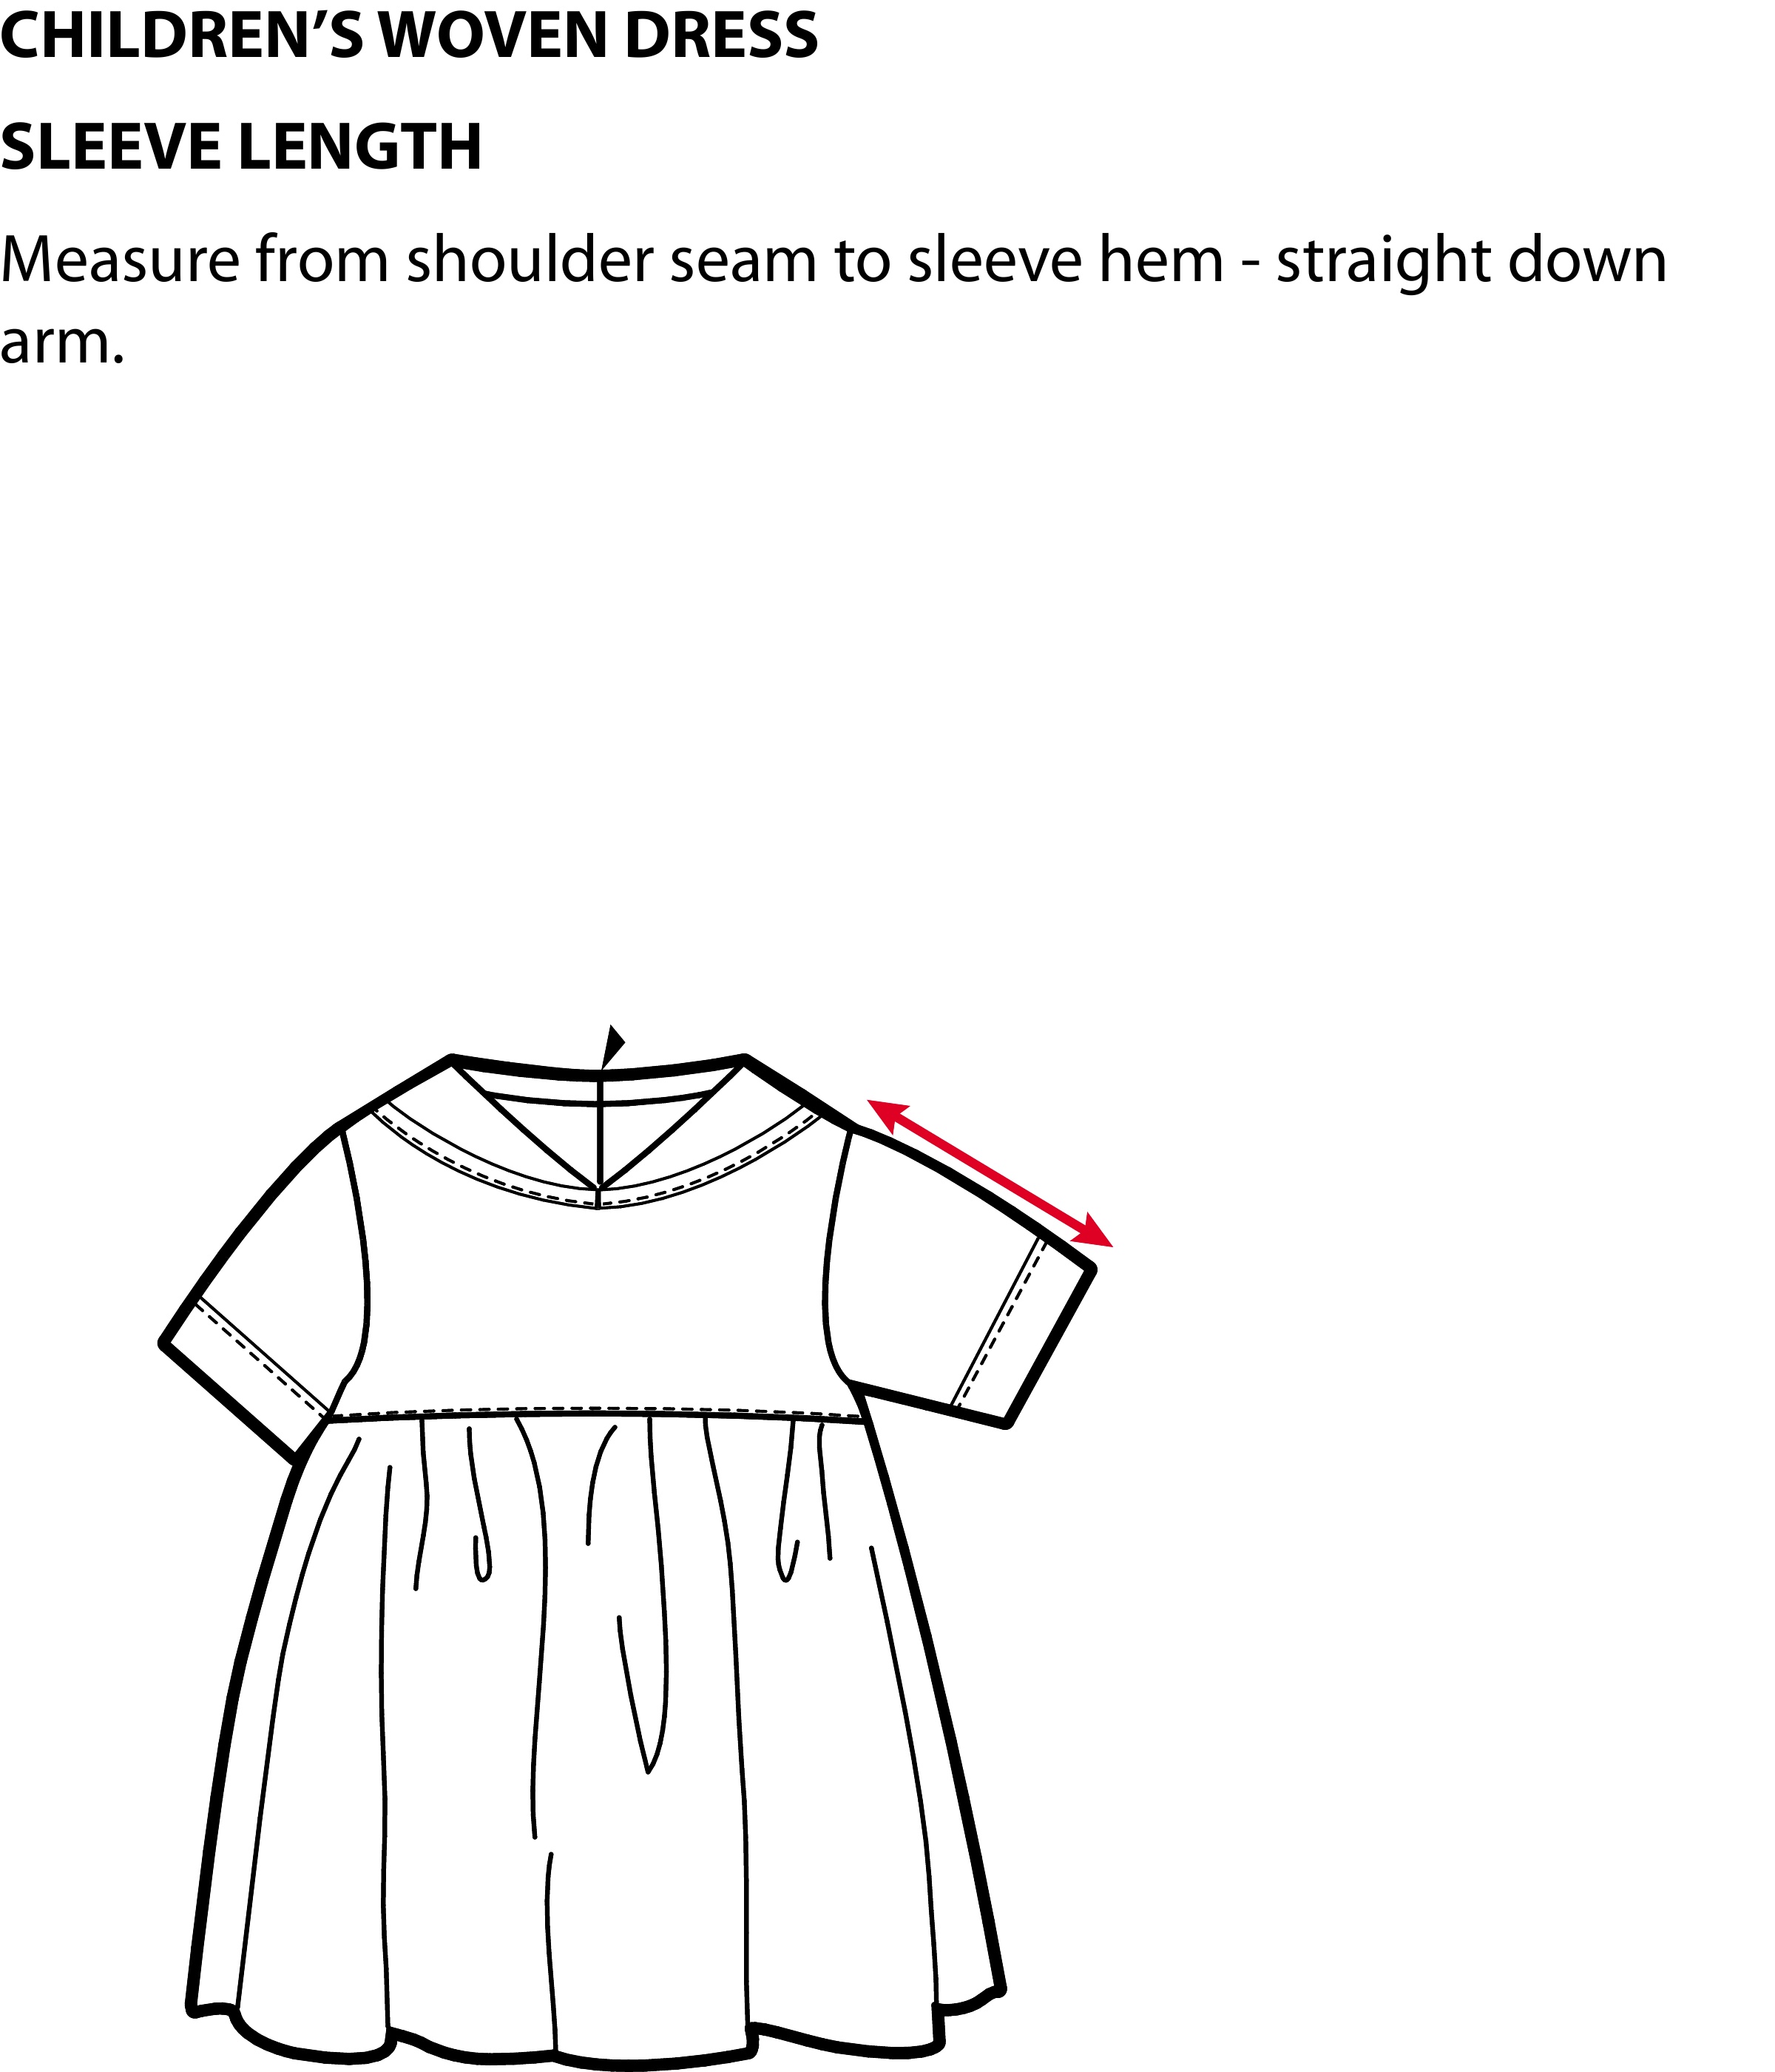 CHILDREN’S WOVEN DRESS
SLEEVE LENGTH
Measure from shoulder seam to sleeve hem - straight down
arm.